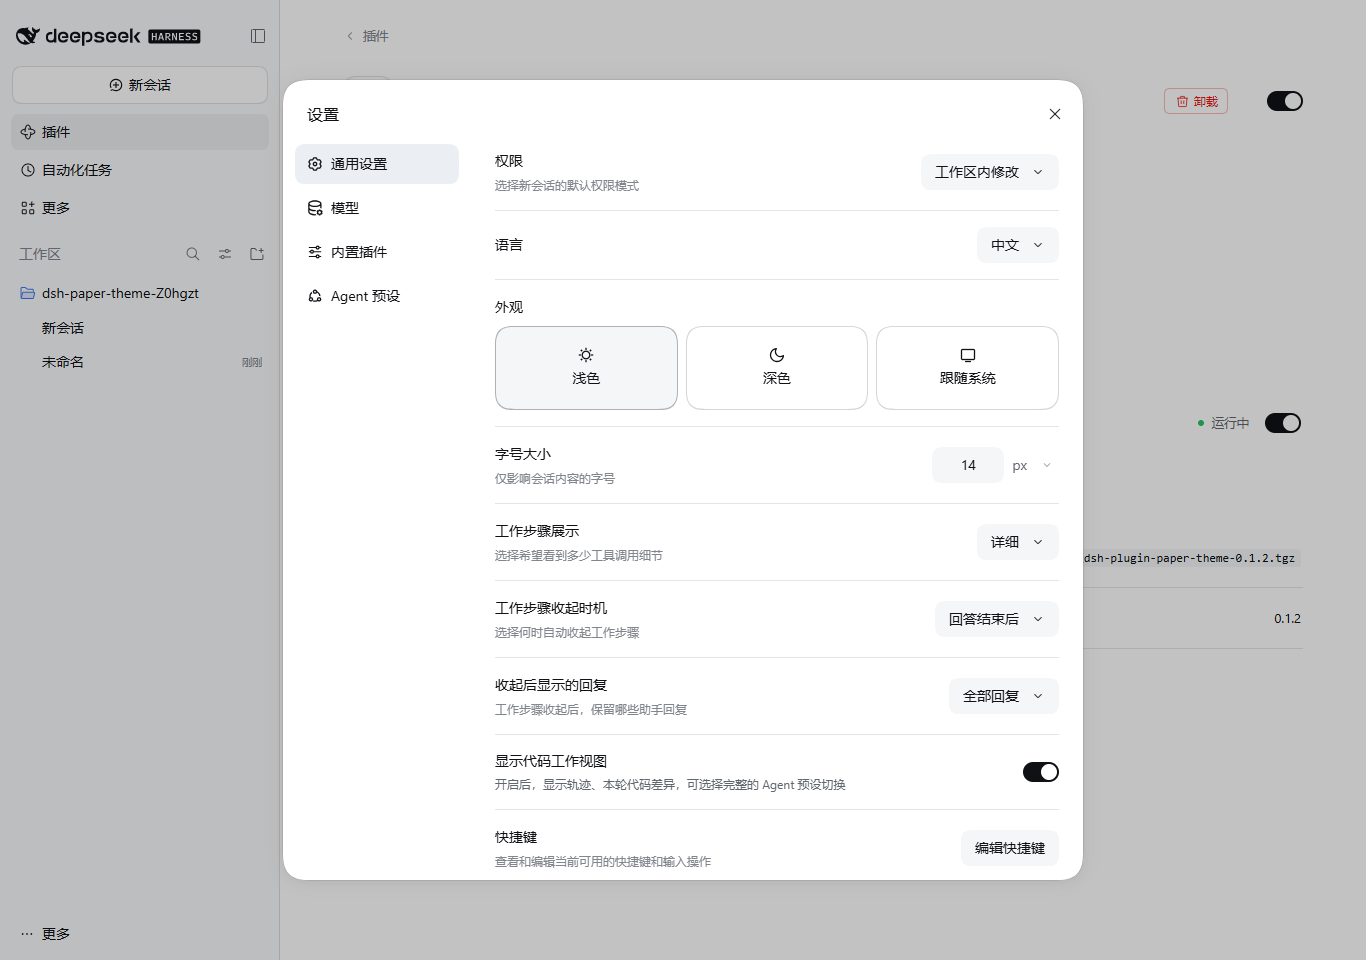 deepseek HARNESS
新会话
插件
自动化任务
更多
工作区
dsh-paper-theme-Z0hgzt
新会话
未命名 刚刚
更多
插件
卸载
运行中
dsh-plugin-paper-theme-0.1.2.tgz
0.1.2
设置
通用设置
模型
内置插件
Agent 预设
权限
选择新会话的默认权限模式
工作区内修改
语言
中文
外观
浅色
深色
跟随系统
字号大小
仅影响会话内容的字号
14 px
工作步骤展示
选择希望看到多少工具调用细节
详细
工作步骤收起时机
选择何时自动收起工作步骤
回答结束后
收起后显示的回复
工作步骤收起后，保留哪些助手回复
全部回复
显示代码工作视图
开启后，显示轨迹、本轮代码差异，可选择完整的 Agent 预设切换
快捷键
查看和编辑当前可用的快捷键和输入操作
编辑快捷键